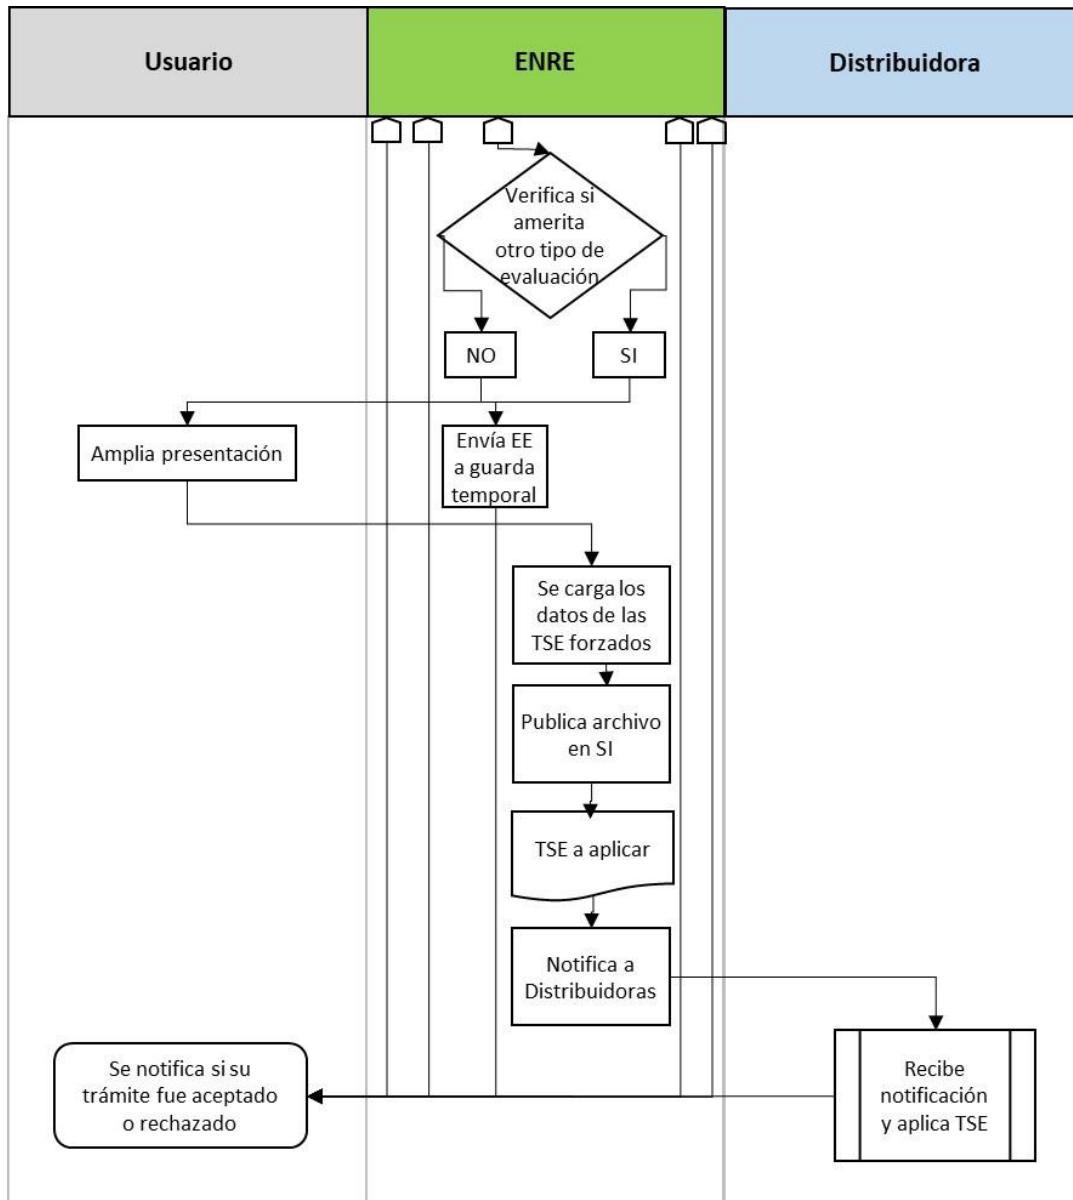 Usuario
ENRE
Distribuidora
Verifica si
amerita
otro tipo de
evaluación
NO
SI
Amplia presentación
Envía EE
a guarda
temporal
Se carga los
datos de las
TSE forzados
Publica archivo
en SI
TSE a aplicar
Notifica a
Distribuidoras
Se notifica si su
trámite fue aceptado
o rechazado
Recibe
notificación
y aplica TSE